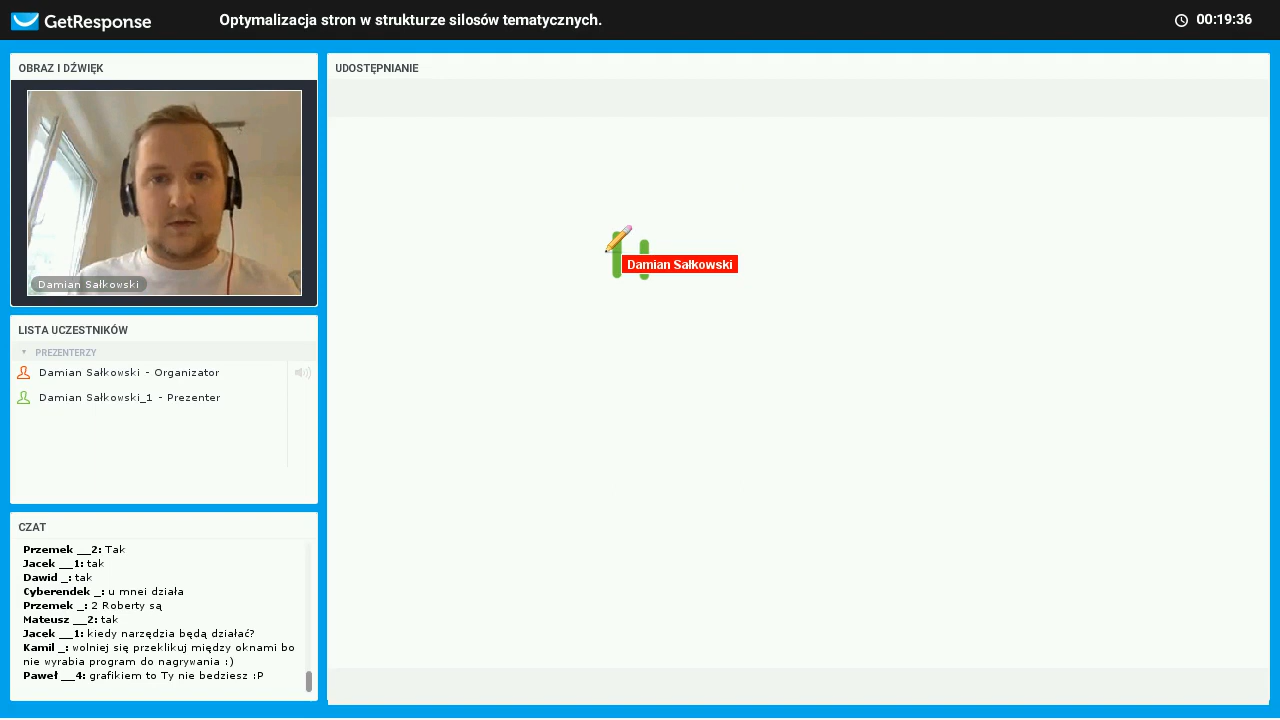 GetResponse
Optymalizacja stron w strukturze silosów tematycznych.
00:19:36
OBRAZ I DŹWIĘK
Damian Sałkowski
LISTA UCZESTNIKÓW
PREZENTERZY
Damian Sałkowski - Organizator
Damian Sałkowski_1 - Prezenter
CZAT
Przemek __2: Tak
Jacek __1: tak
Dawid _: tak
Cyberendek _: u mnei działa
Przemek _: 2 Roberty są
Mateusz __2: tak
Jacek __1: kiedy narzędzia będą działać?
Kamil _: wolniej się przeklikuj między oknami bo
nie wyrabia program do nagrywania :)
Paweł __4: grafikiem to Ty nie bedziesz :P
UDOSTĘPNIANIE
Damian Sałkowski